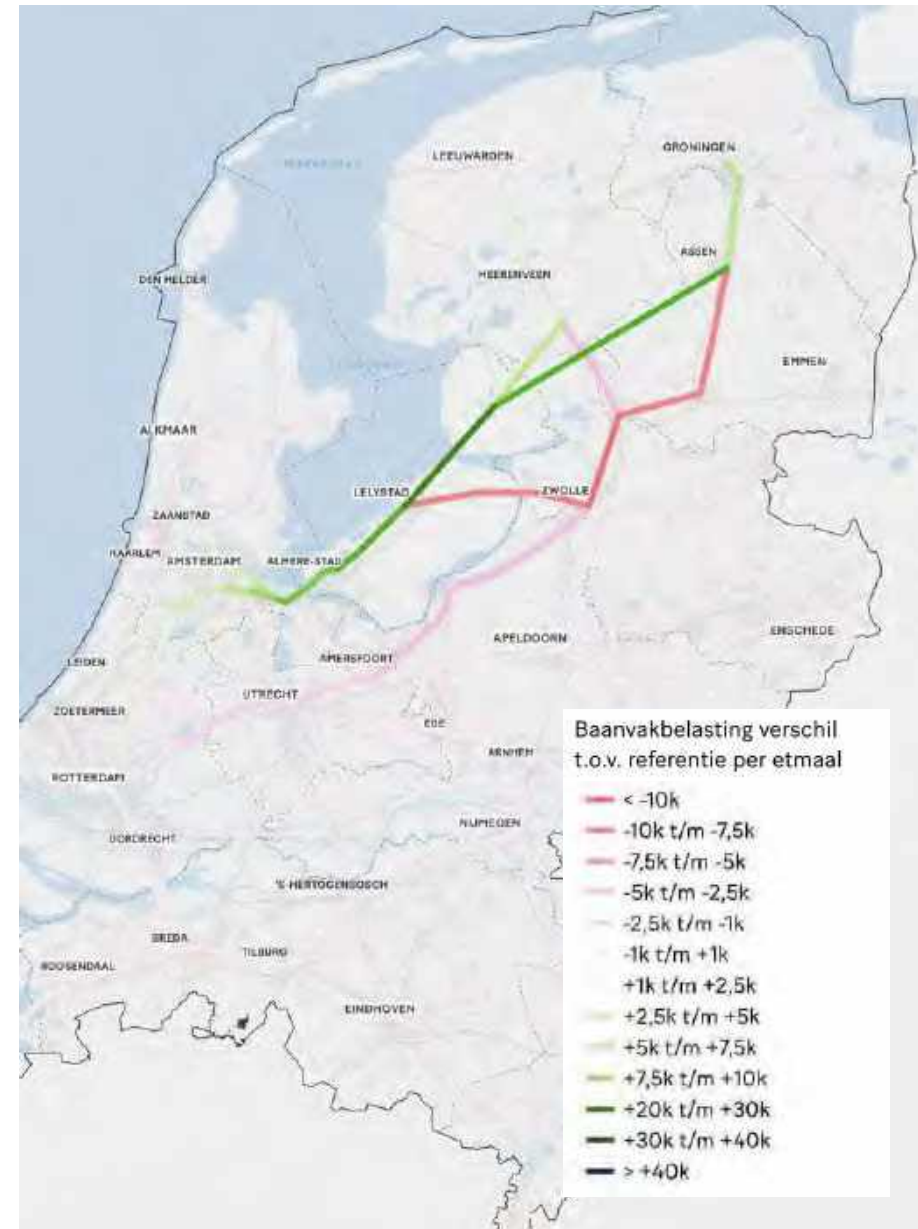 LEEUWARDEN
GRONINGEN
ASSEN
DEN HELDER
HEERENVEEN
EMMEN
ALKMAAR
LELYSTAD
ZWOLLE
ZAANSTAD
HAARLEM
AMSTERDAM
ALMERE-STAD
ENSCHEDE
APELDOORN
AMERSFOORT
LEIDEN
UTRECHT
ZOETERMEER
EDE
ARNHEM
ROTTERDAM
NIJMEGEN
DORDRECHT
'S-HERTOGENBOSCH
BREDA
TILBURG
ROOSENDAAL
EINDHOVEN
Baanvakbelasting verschil
t.o.v. referentie per etmaal
< -10k
-10k t/m -7,5k
-7,5k t/m -5k
-5k t/m -2,5k
-2,5k t/m -1k
-1k t/m +1k
+1k t/m +2,5k
+2,5k t/m +5k
+5k t/m +7,5k
+7,5k t/m +10k
+20k t/m +30k
+30k t/m +40k
> +40k